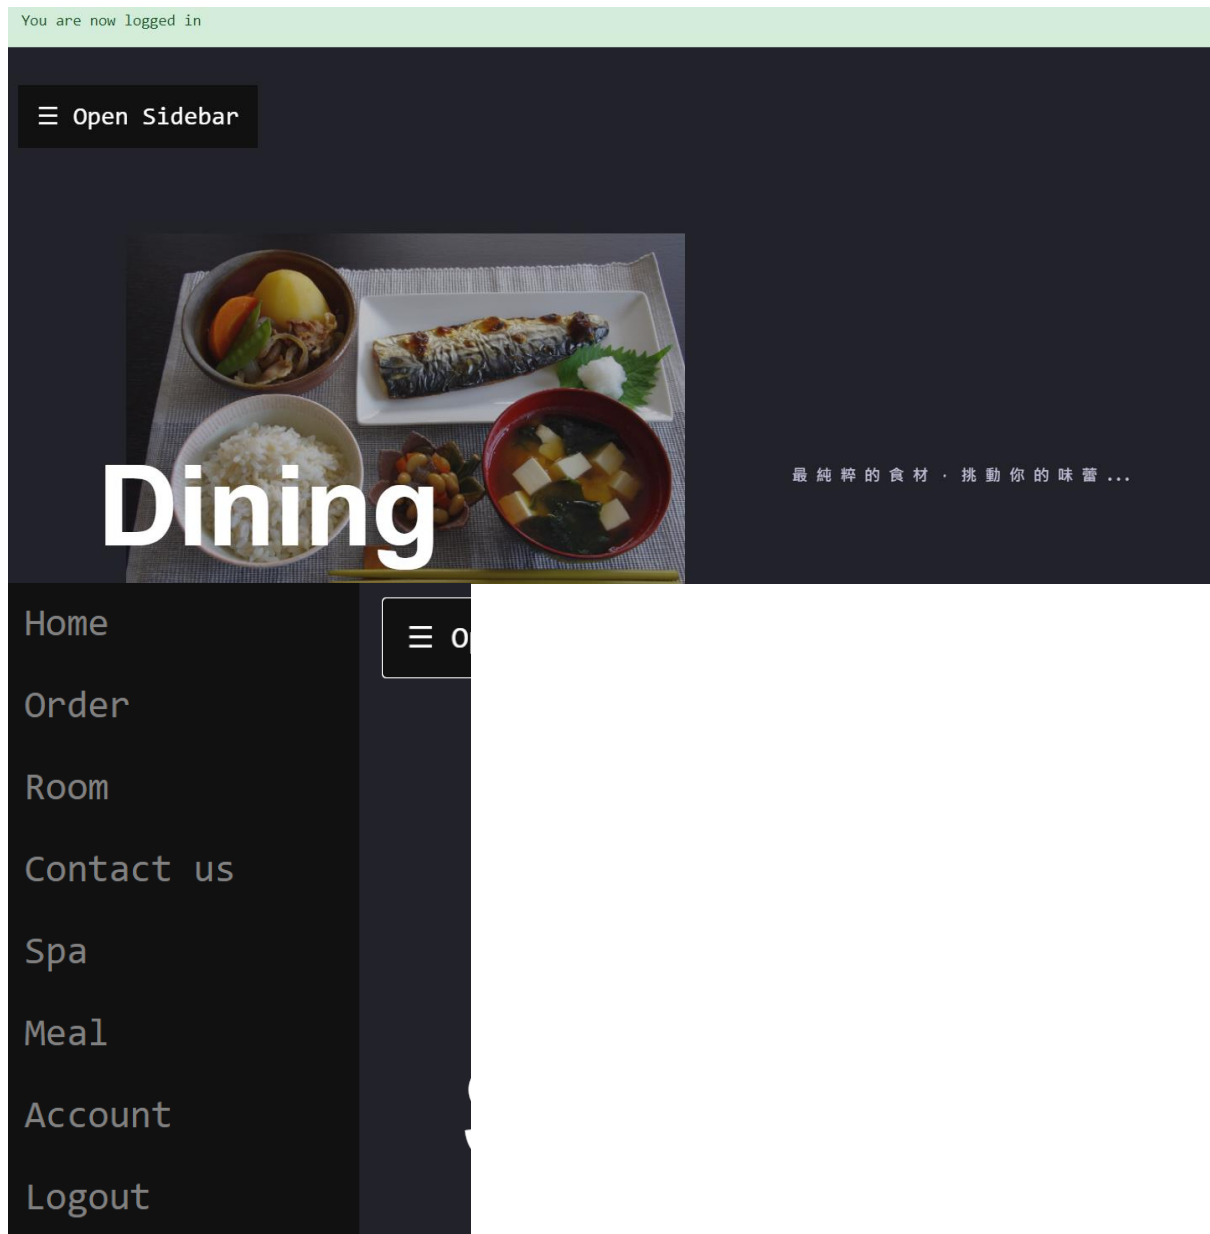 You are now logged in
☰ Open Sidebar
Dining
最純粹的食材．挑動你的味蕾...
Home
☰ Op
Order
Room
Contact us
Spa
Meal
Account
Logout